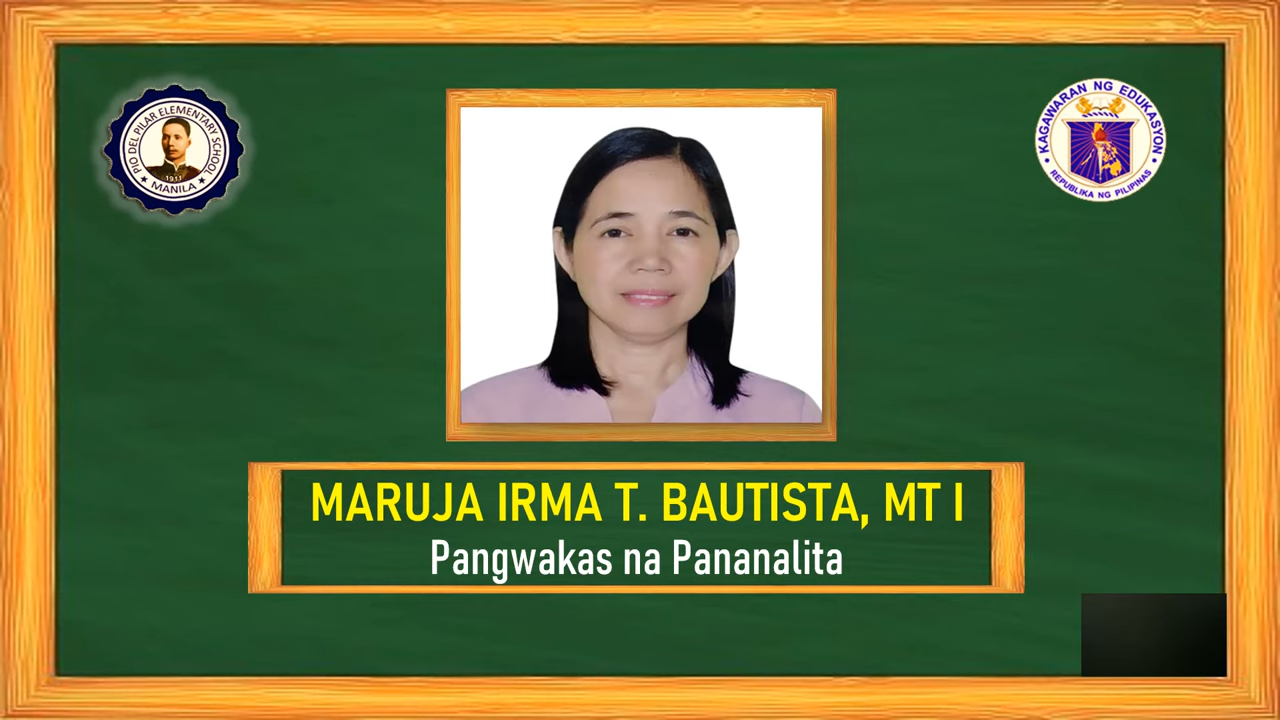 PIO DEL PILAR ELEMENTARY SCHOOL
1911
MANILA
KAGAWARAN NG EDUKASYON
REPUBLIKA NG PILIPINAS
MARUJA IRMA T. BAUTISTA, MT I
Pangwakas na Pananalita